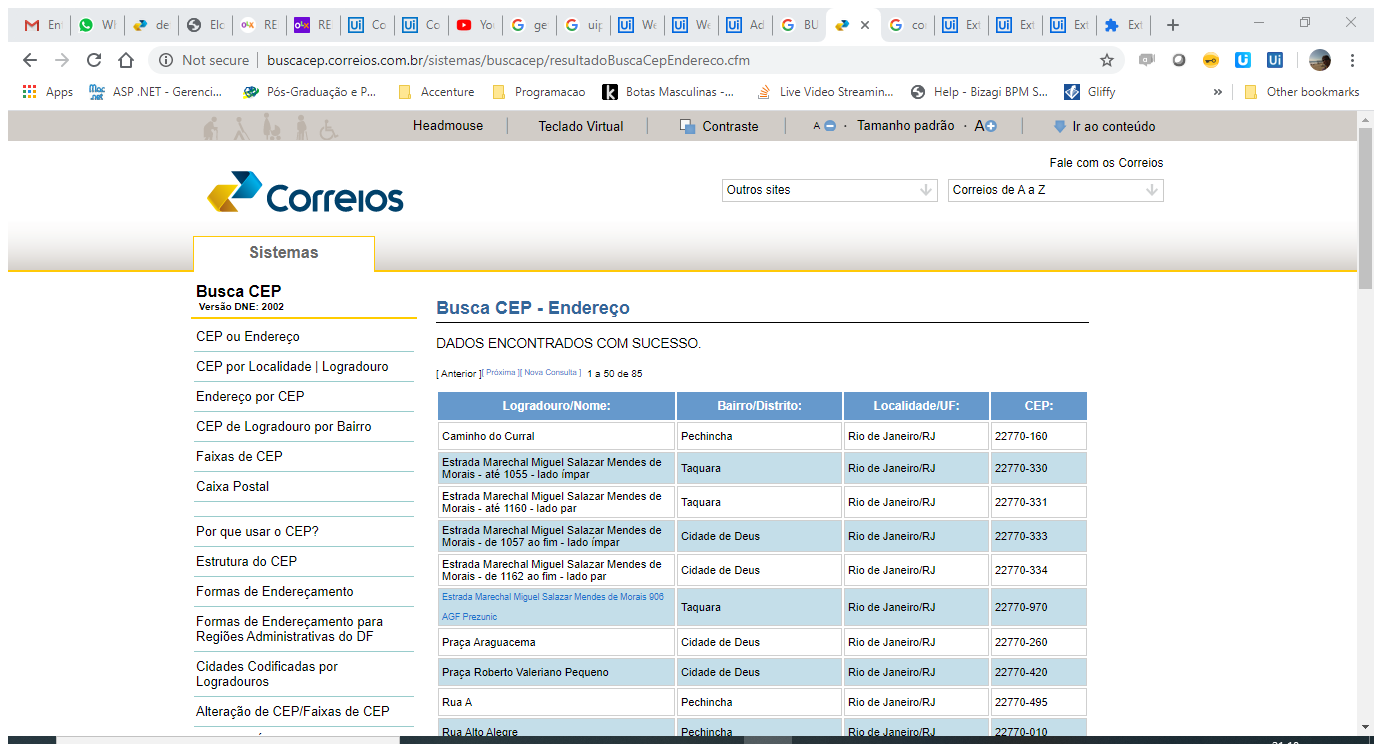 En
Wl
de
Elc
RE
RE
Co
Co
Yo
ge
uip
We
We
Ad
BU
co
Ext
Ext
Ext
Ext
Not secure | buscacep.correios.com.br/sistemas/buscacep/resultadoBuscaCepEndereco.cfm
Apps
ASP .NET - Gerenci...
Pós-Graduação e P...
Accenture
Programacao
Botas Masculinas -...
Live Video Streamin...
Help - Bizagi BPM S...
Gliffy
»
Other bookmarks
Headmouse
Teclado Virtual
Contraste
A - · Tamanho padrão · A+
Ir ao conteúdo
Fale com os Correios
Correios
Outros sites
Correios de A a Z
Sistemas
Busca CEP
Versão DNE: 2002
CEP ou Endereço
CEP por Localidade | Logradouro
Endereço por CEP
CEP de Logradouro por Bairro
Faixas de CEP
Caixa Postal
Por que usar o CEP?
Estrutura do CEP
Formas de Endereçamento
Formas de Endereçamento para
Regiões Administrativas do DF
Cidades Codificadas por
Logradouros
Alteração de CEP/Faixas de CEP
Busca CEP - Endereço
DADOS ENCONTRADOS COM SUCESSO.
[ Anterior ][ Próxima ][ Nova Consulta ] 1 a 50 de 85
Logradouro/Nome: Bairro/Distrito: Localidade/UF: CEP:
Caminho do Curral Pechincha Rio de Janeiro/RJ 22770-160
Estrada Marechal Miguel Salazar Mendes de
Morais - até 1055 - lado ímpar Taquara Rio de Janeiro/RJ 22770-330
Estrada Marechal Miguel Salazar Mendes de
Morais - até 1160 - lado par Taquara Rio de Janeiro/RJ 22770-331
Estrada Marechal Miguel Salazar Mendes de
Morais - de 1057 ao fim - lado ímpar Cidade de Deus Rio de Janeiro/RJ 22770-333
Estrada Marechal Miguel Salazar Mendes de
Morais - de 1162 ao fim - lado par Cidade de Deus Rio de Janeiro/RJ 22770-334
Estrada Marechal Miguel Salazar Mendes de Morais 906
AGF Prezunic Taquara Rio de Janeiro/RJ 22770-970
Praça Araguacema Cidade de Deus Rio de Janeiro/RJ 22770-260
Praça Roberto Valeriano Pequeno Cidade de Deus Rio de Janeiro/RJ 22770-420
Rua A Pechincha Rio de Janeiro/RJ 22770-495
Rua Alto Alegre Pechincha Rio de Janeiro/RJ 22770-010